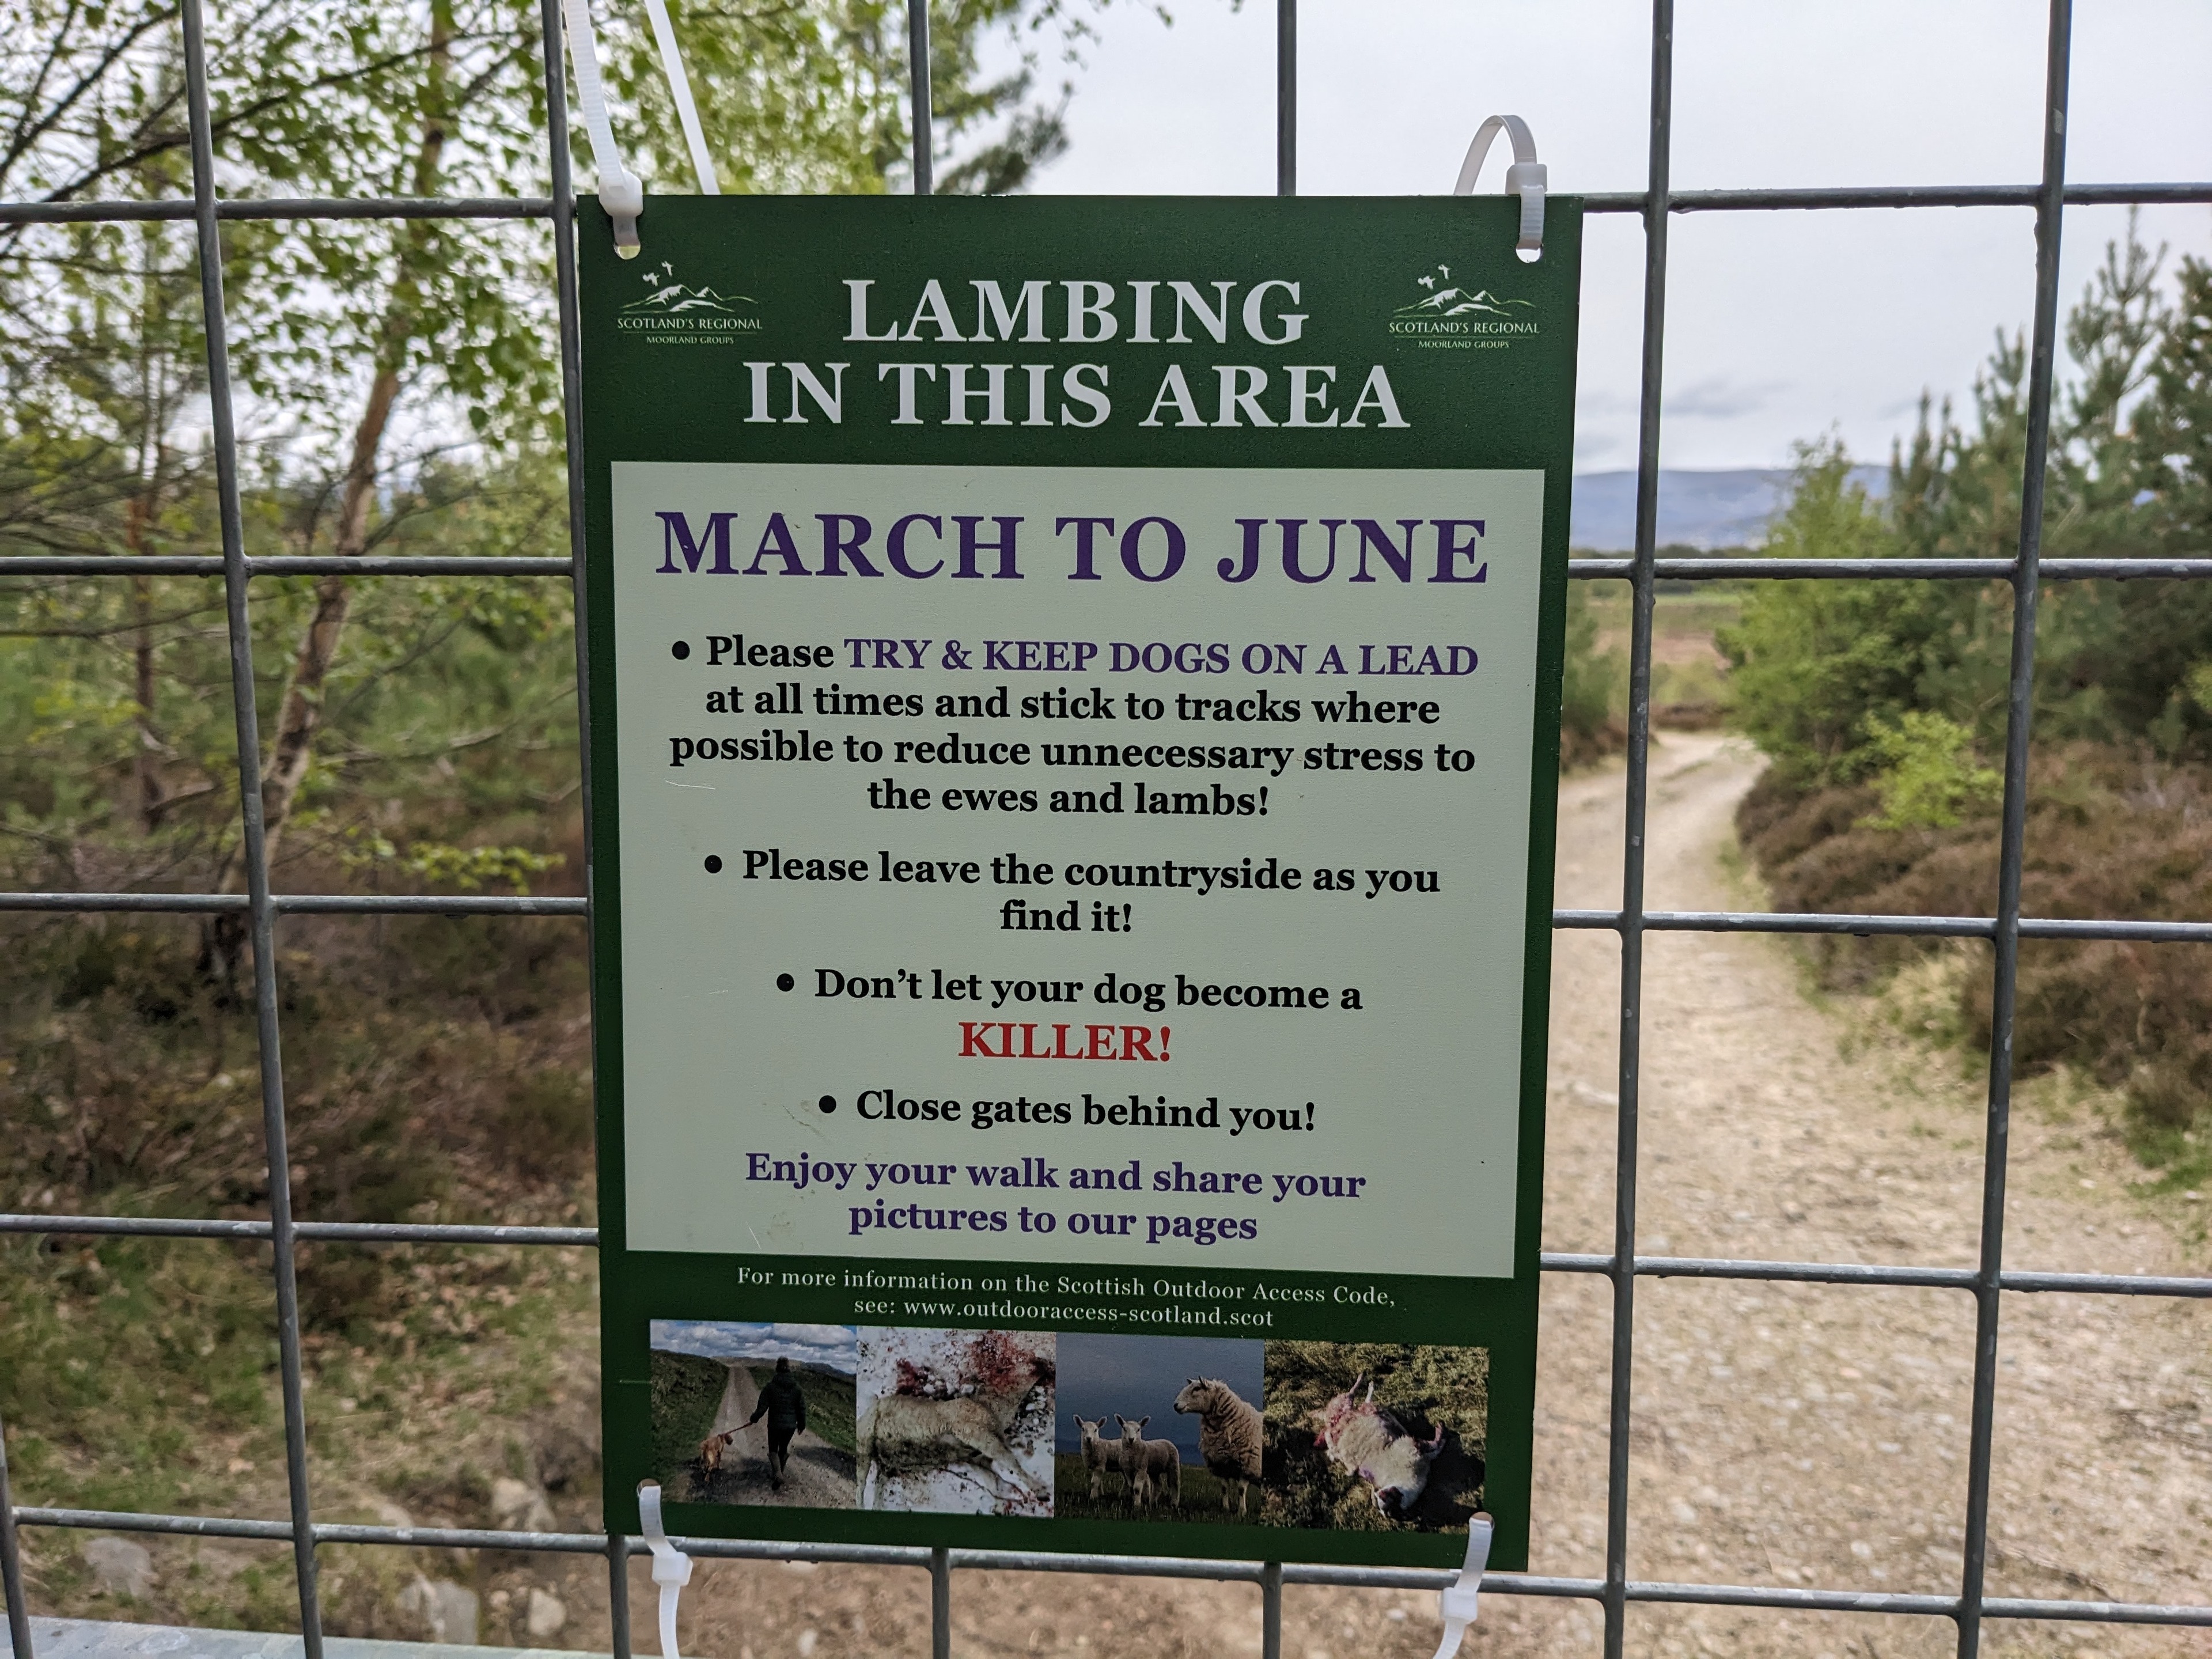 SCOTLAND'S REGIONAL
MOORLAND GROUPS
LAMBING
IN THIS AREA
SCOTLAND'S REGIONAL
MOORLAND GROUPS
MARCH TO JUNE
• Please TRY & KEEP DOGS ON A LEAD
at all times and stick to tracks where
possible to reduce unnecessary stress to
the ewes and lambs!
• Please leave the countryside as you
find it!
• Don't let your dog become a
KILLER!
• Close gates behind you!
Enjoy your walk and share your
pictures to our pages
For more information on the Scottish Outdoor Access Code,
see: www.outdooraccess-scotland.scot